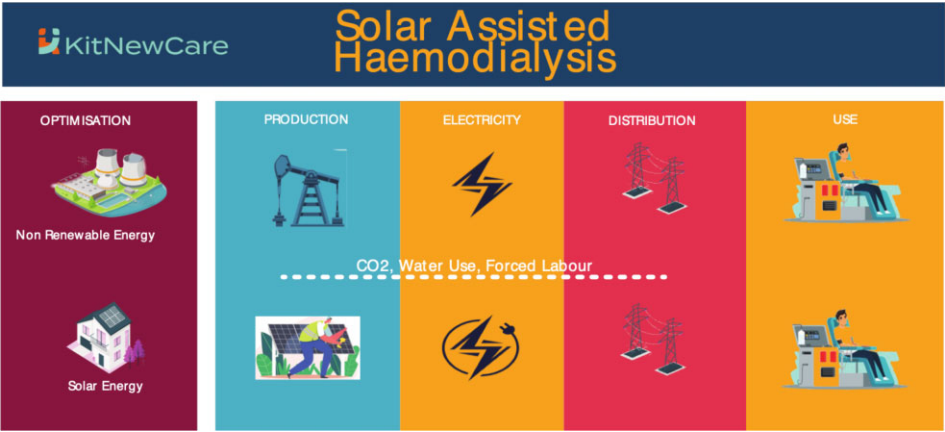 KitNewCare
Solar Assisted
Haemodialysis
OPTIMISATION
PRODUCTION
ELECTRICITY
DISTRIBUTION
USE
Non Renewable Energy
CO2, Water Use, Forced Labour
Solar Energy